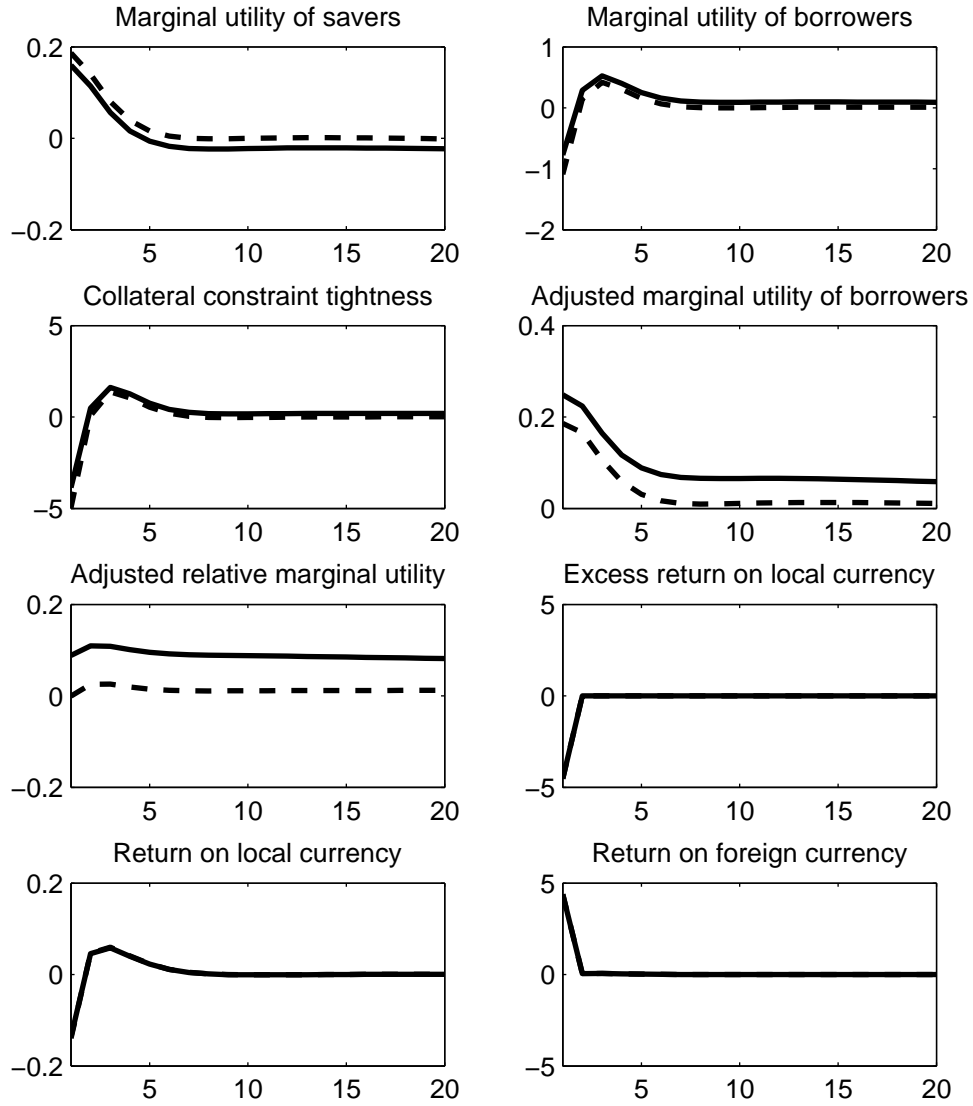 Marginal utility of savers
0.2
0
−0.2
5 10 15 20
Marginal utility of borrowers
1
0
−1
−2
5 10 15 20
Collateral constraint tightness
5
0
−5
5 10 15 20
Adjusted marginal utility of borrowers
0.4
0.2
0
5 10 15 20
Adjusted relative marginal utility
0.2
0
−0.2
5 10 15 20
Excess return on local currency
5
0
−5
5 10 15 20
Return on local currency
0.2
0
−0.2
5 10 15 20
Return on foreign currency
5
0
−5
5 10 15 20